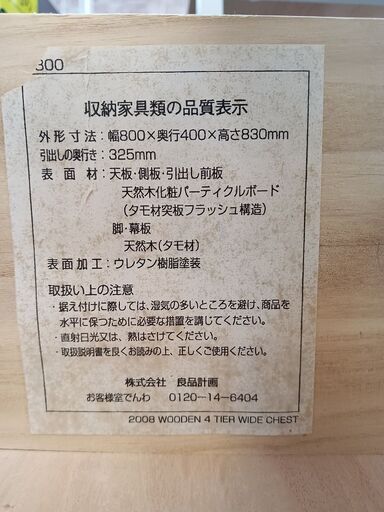 800
収納家具類の品質表示
外形寸法:幅800×奥行400×高さ830mm
引出しの奥行き:325mm
表面材:天板・側板・引出し前板
天然木化粧パーティクルボード
(タモ材突板フラッシュ構造)
脚・幕板
天然木(タモ材)
表面加工:ウレタン樹脂塗装
取扱い上の注意
・据え付けに際しては、湿気の多いところを避け、商品を
水平に保つために必要な措置を講じてください。
・直射日光又は、熱はさけてください。
・取扱説明書を良くお読みの上、正しくご使用ください。
株式会社 良品計画
お客様室でんわ 0120-14-6404
2008 WOODEN 4 TIER WIDE CHEST